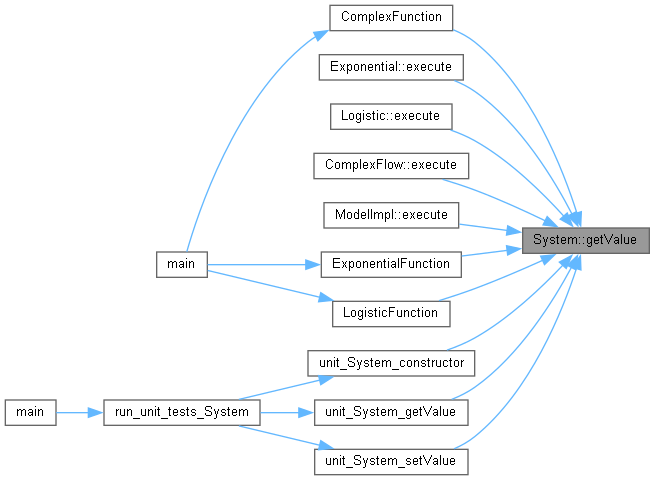 ComplexFunction
Exponential::execute
Logistic::execute
ComplexFlow::execute
ModelImpl::execute
System::getValue
main
ExponentialFunction
LogisticFunction
unit_System_constructor
main
run_unit_tests_System
unit_System_getValue
unit_System_setValue